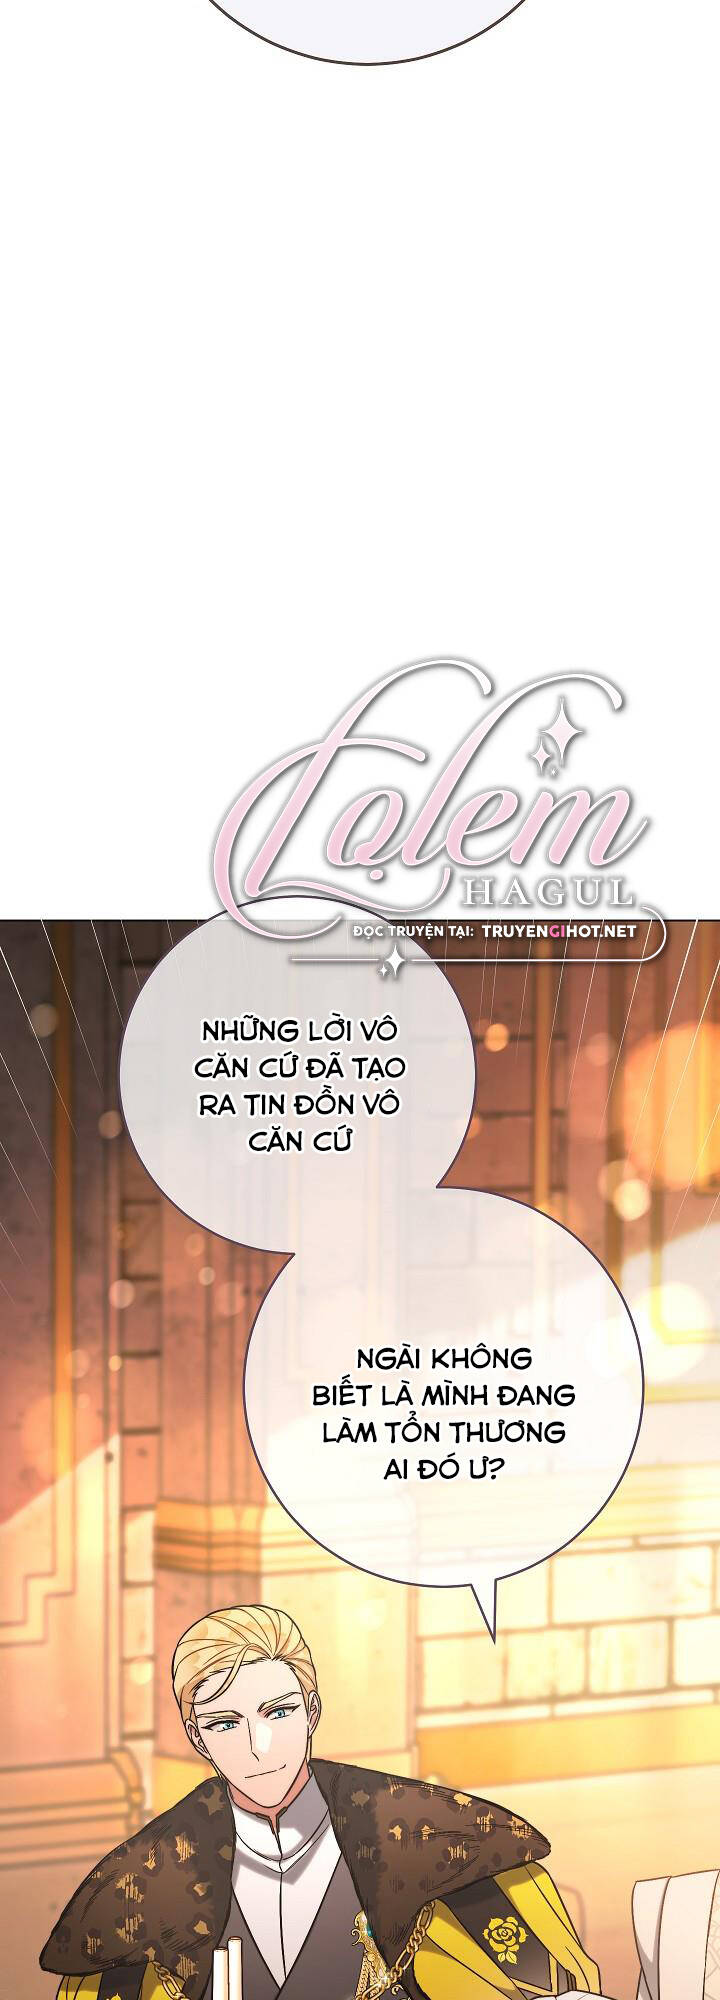 Lọlem
HAGUL
ĐỌC TRUYỆN TẠI: TRUYENGIHOT.NET
NHỮNG LỜI VÔ
CĂN CỨ ĐÃ TẠO
RA TIN ĐỒN VÔ
CĂN CỨ
NGÀI KHÔNG
BIẾT LÀ MÌNH ĐANG
LÀM TỔN THƯƠNG
AI ĐÓ Ư?